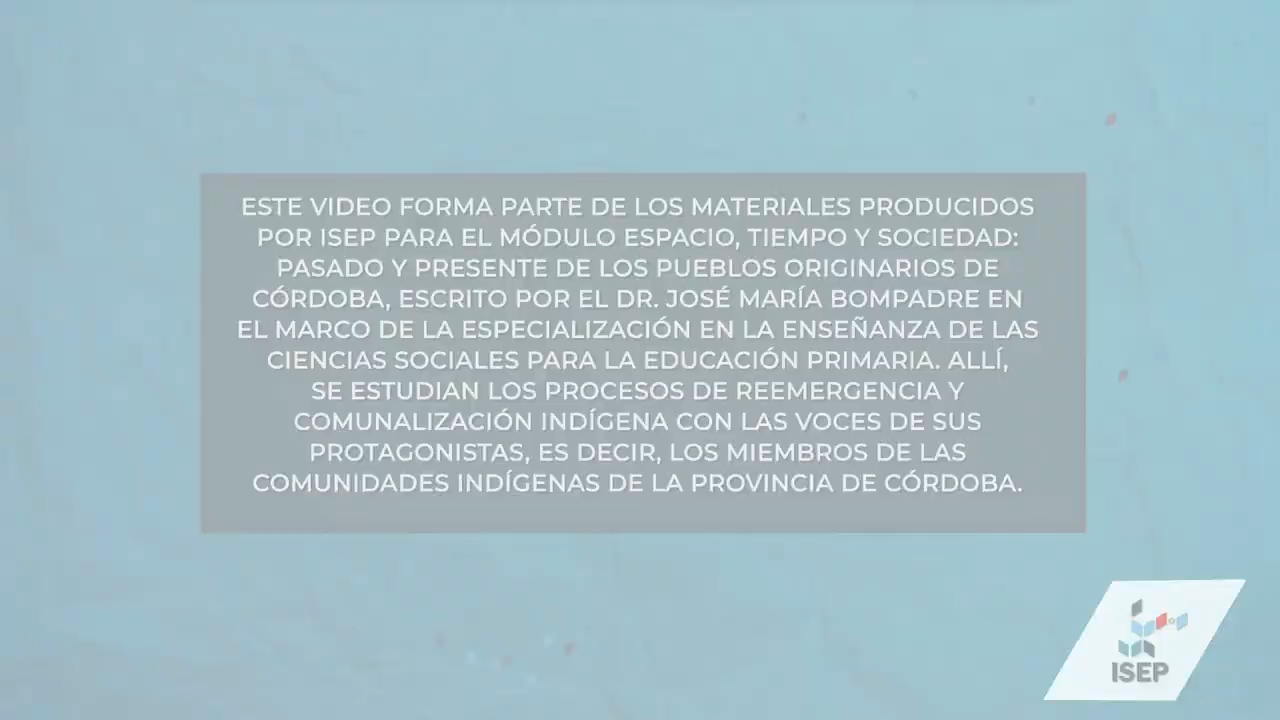 ESTE VIDEO FORMA PARTE DE LOS MATERIALES PRODUCIDOS
POR ISEP PARA EL MÓDULO ESPACIO, TIEMPO Y SOCIEDAD:
PASADO Y PRESENTE DE LOS PUEBLOS ORIGINARIOS DE
CÓRDOBA, ESCRITO POR EL DR. JOSÉ MARÍA BOMPADRE EN
EL MARCO DE LA ESPECIALIZACIÓN EN LA ENSEÑANZA DE LAS
CIENCIAS SOCIALES PARA LA EDUCACIÓN PRIMARIA. ALLÍ,
SE ESTUDIAN LOS PROCESOS DE REEMERGENCIA Y
COMUNALIZACIÓN INDÍGENA CON LAS VOCES DE SUS
PROTAGONISTAS, ES DECIR, LOS MIEMBROS DE LAS
COMUNIDADES INDÍGENAS DE LA PROVINCIA DE CÓRDOBA.
ISEP